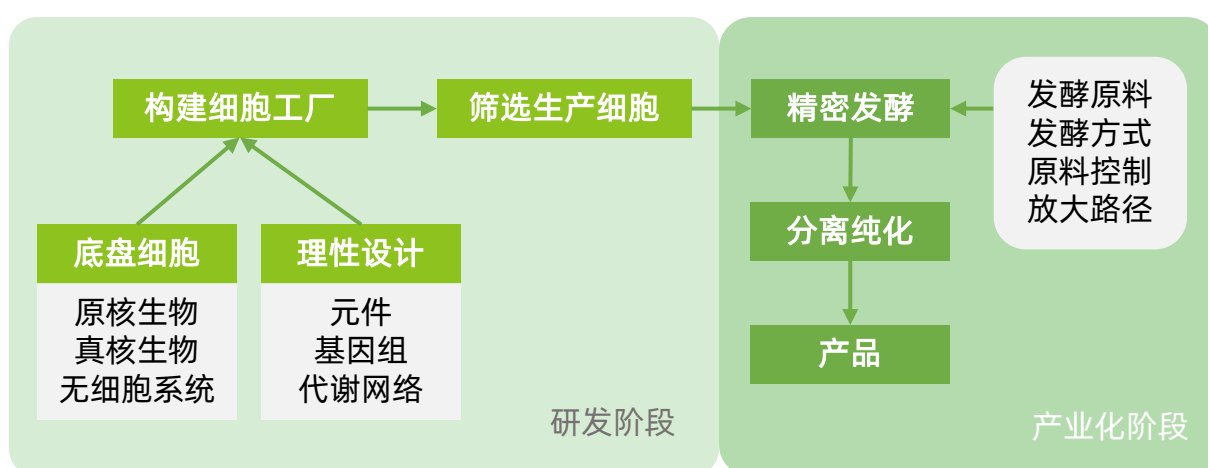 构建细胞工厂
筛选生产细胞
精密发酵
发酵原料
发酵方式
原料控制
放大路径
底盘细胞
原核生物
真核生物
无细胞系统
理性设计
元件
基因组
代谢网络
分离纯化
产品
研发阶段
产业化阶段